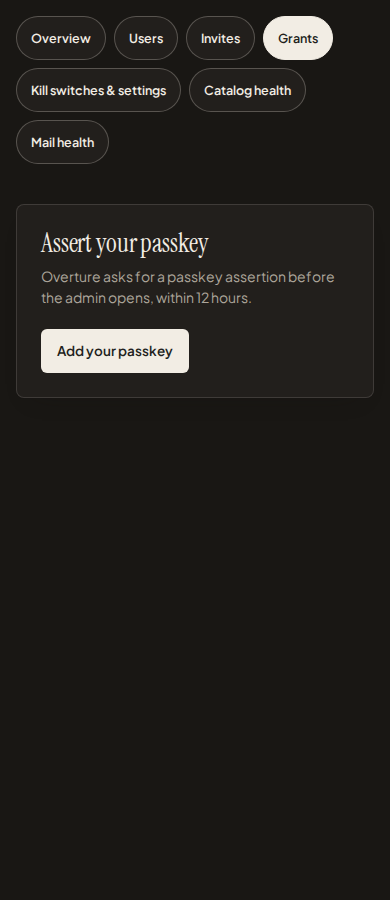 Overview
Users
Invites
Grants
Kill switches & settings
Catalog health
Mail health
Assert your passkey
Overture asks for a passkey assertion before
the admin opens, within 12 hours.
Add your passkey